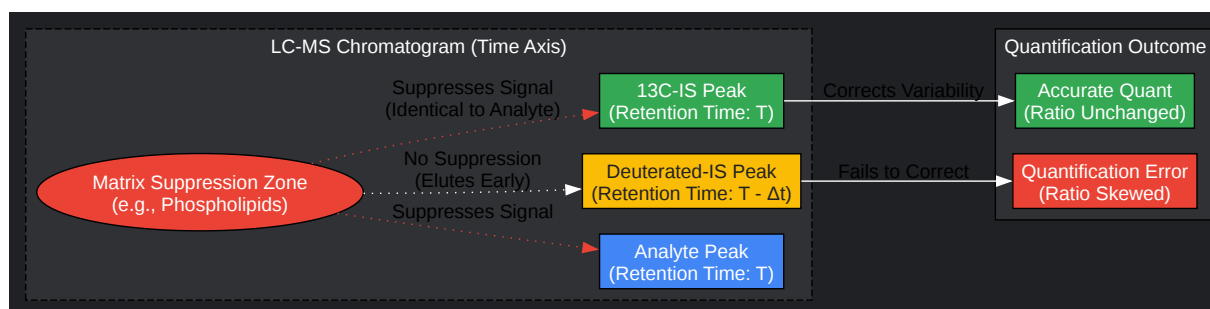 LC-MS Chromatogram (Time Axis)
Quantification Outcome
Suppresses Signal
(Identical to Analyte)
13C-IS Peak
(Retention Time: T)
Corrects Variability
Accurate Quant
(Ratio Unchanged)
Matrix Suppression Zone
(e.g., Phospholipids)
No Suppression
(Elutes Early)
Deuterated-IS Peak
(Retention Time: T - Δt)
Fails to Correct
Quantification Error
(Ratio Skewed)
Suppresses Signal
Analyte Peak
(Retention Time: T)